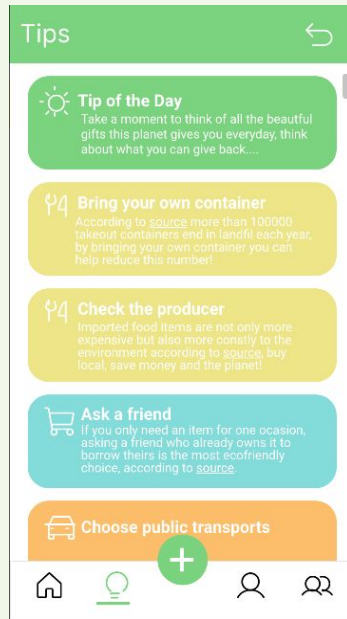 Tips
Tip of the Day
Take a moment to think of all the beautful
gifts this planet gives you everyday, think
about what you can give back....
Bring your own container
According to source more than 100000
takeout containers end in landfil each year,
by bringing your own container you can
help reduce this number!
Check the producer
Imported food items are not only more
expensive but also more constly to the
environment according to source, buy
local, save money and the planet!
Ask a friend
If you only need an item for one ocasion,
asking a friend who already owns it to
borrow theirs is the most ecofriendly
choice, according to source.
Choose public transports